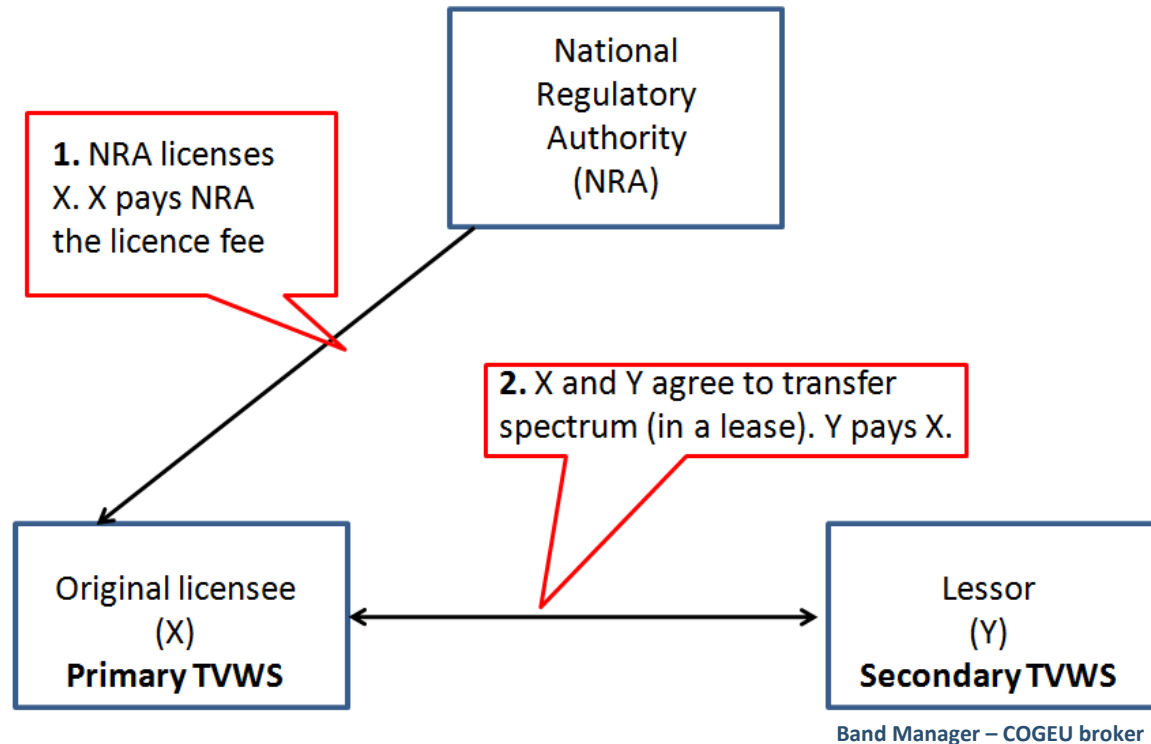 National
Regulatory
Authority
(NRA)
1. NRA licenses
X. X pays NRA
the licence fee
2. X and Y agree to transfer
spectrum (in a lease). Y pays X.
Original licensee
(X)
Primary TVWS
Lessor
(Y)
Secondary TVWS
Band Manager – COGEU broker